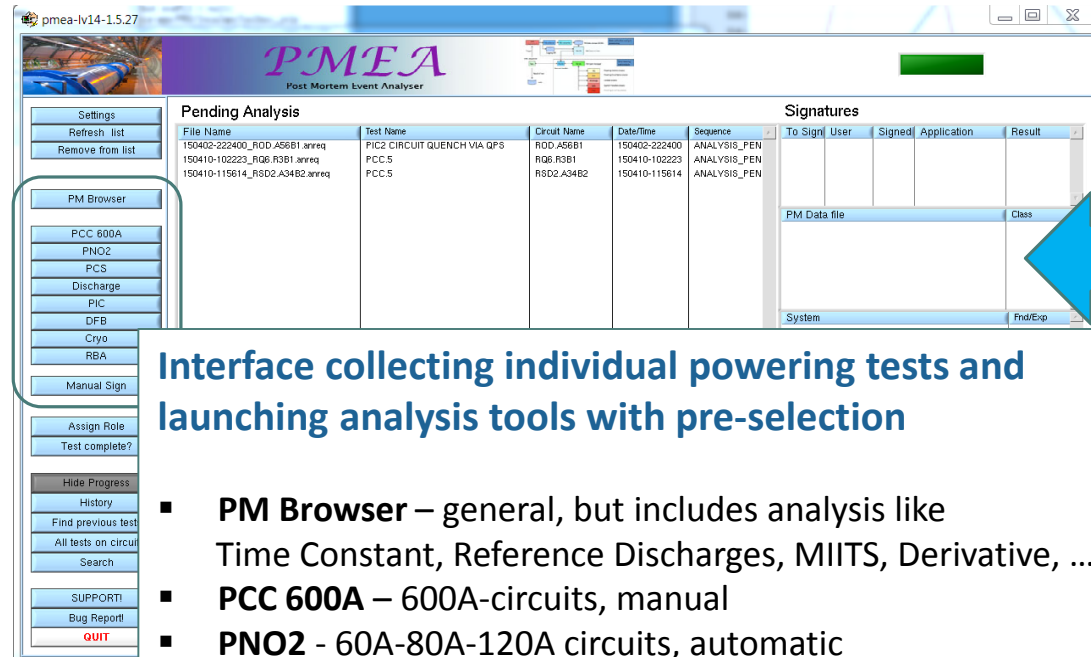 pmea-lv14-1.5.27
PMEA
Post Mortem Event Analyser
Settings
Refresh list
Remove from list
PM Browser
PCC 600A
PNO2
PCS
Discharge
PIC
DFB
Cryo
RBA
Manual Sign
Assign Role
Test complete?
Hide Progress
History
Find previous test
All tests on circuit
Search
SUPPORT!
Bug Report!
QUIT
Pending Analysis
File Name Test Name Circuit Name Date/Time Sequence
150402-222400_ROD.A56B1.anreq PIC2 CIRCUIT QUENCH VIA QPS ROD.A56B1 150402-222400 ANALYSIS_PEN
150410-102223_RQ6.R3B1.anreq PCC.5 RQ6.R3B1 150410-102223 ANALYSIS_PEN
150410-115614_RSD2.A34B2.anreq PCC.5 RSD2.A34B2 150410-115614 ANALYSIS_PEN
Signatures
To Sign User Signed Application Result
PM Data file Class
System Fnd/Exp
Interface collecting individual powering tests and
launching analysis tools with pre-selection
▪ PM Browser – general, but includes analysis like
Time Constant, Reference Discharges, MIITS, Derivative, …
▪ PCC 600A – 600A-circuits, manual
▪ PNO2 - 60A-80A-120A circuits, automatic